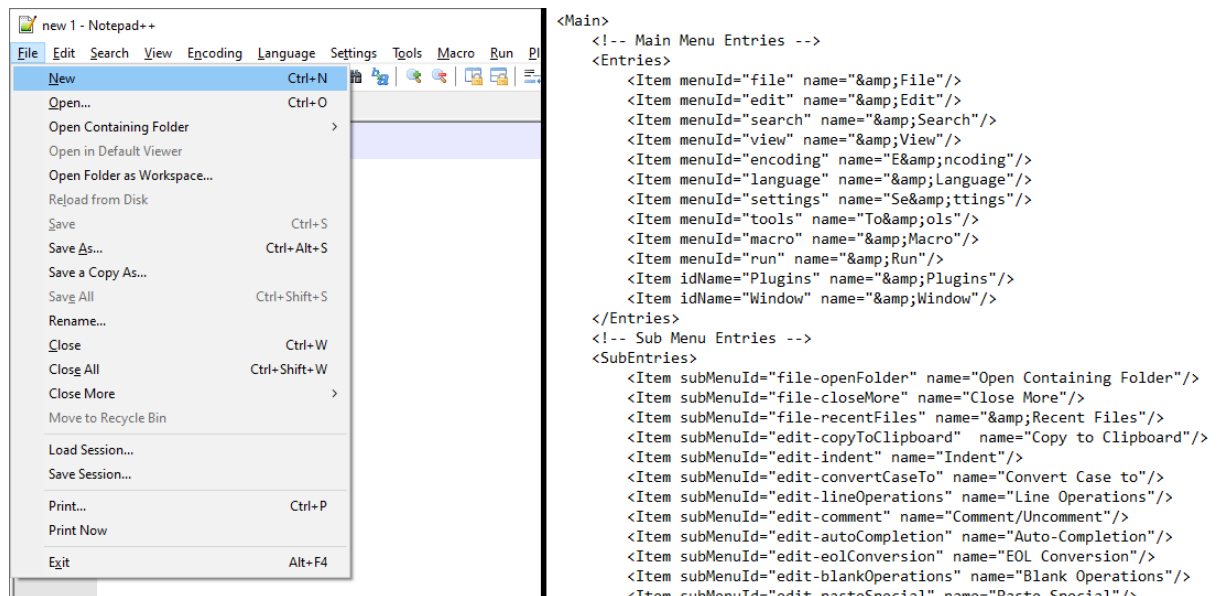 new 1 - Notepad++
File Edit Search View Encoding Language Settings Tools Macro Run Pl
New Ctrl+N
Open... Ctrl+O
Open Containing Folder >
Open in Default Viewer
Open Folder as Workspace...
Reload from Disk
Save Ctrl+S
Save As... Ctrl+Alt+S
Save a Copy As...
Save All Ctrl+Shift+S
Rename...
Close Ctrl+W
Close All Ctrl+Shift+W
Close More >
Move to Recycle Bin
Load Session...
Save Session...
Print... Ctrl+P
Print Now
Exit Alt+F4
<Main>
<!-- Main Menu Entries -->
<Entries>
<Item menuId="file" name="&amp;File"/>
<Item menuId="edit" name="&amp;Edit"/>
<Item menuId="search" name="&amp;Search"/>
<Item menuId="view" name="&amp;View"/>
<Item menuId="encoding" name="E&amp;ncoding"/>
<Item menuId="language" name="&amp;Language"/>
<Item menuId="settings" name="Se&amp;ttings"/>
<Item menuId="tools" name="To&amp;ols"/>
<Item menuId="macro" name="&amp;Macro"/>
<Item menuId="run" name="&amp;Run"/>
<Item idName="Plugins" name="&amp;Plugins"/>
<Item idName="Window" name="&amp;Window"/>
</Entries>
<!-- Sub Menu Entries -->
<SubEntries>
<Item subMenuId="file-openFolder" name="Open Containing Folder"/>
<Item subMenuId="file-closeMore" name="Close More"/>
<Item subMenuId="file-recentFiles" name="&amp;Recent Files"/>
<Item subMenuId="edit-copyToClipboard"  name="Copy to Clipboard"/>
<Item subMenuId="edit-indent" name="Indent"/>
<Item subMenuId="edit-convertCaseTo" name="Convert Case to"/>
<Item subMenuId="edit-lineOperations" name="Line Operations"/>
<Item subMenuId="edit-comment" name="Comment/Uncomment"/>
<Item subMenuId="edit-autoCompletion" name="Auto-Completion"/>
<Item subMenuId="edit-eolConversion" name="EOL Conversion"/>
<Item subMenuId="edit-blankOperations" name="Blank Operations"/>
<Item subMenuId="edit-pasteSpecial" name="Paste Special"/>